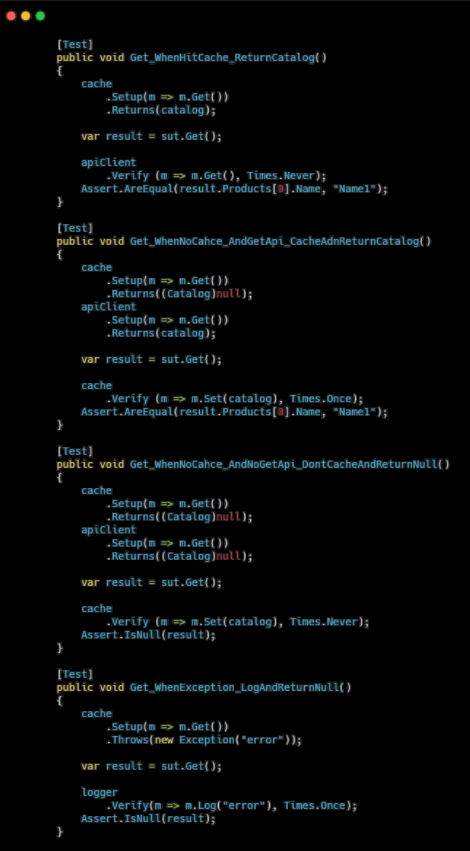 [Test]
public void Get_WhenHitCache_ReturnCatalog()
{
cache
.Setup(m => m.Get())
.Returns(catalog);
var result = sut.Get();
apiClient
.Verify (m => m.Get(), Times.Never);
Assert.AreEqual(result.Products[0].Name, "Name1");
}
[Test]
public void Get_WhenNoCahce_AndGetApi_CacheAdnReturnCatalog()
{
cache
.Setup(m => m.Get())
.Returns((Catalog)null);
apiClient
.Setup(m => m.Get())
.Returns(catalog);
var result = sut.Get();
cache
.Verify (m => m.Set(catalog), Times.Once);
Assert.AreEqual(result.Products[0].Name, "Name1");
}
[Test]
public void Get_WhenNoCahce_AndNoGetApi_DontCacheAndReturnNull()
{
cache
.Setup(m => m.Get())
.Returns((Catalog)null);
apiClient
.Setup(m => m.Get())
.Returns((Catalog)null);
var result = sut.Get();
cache
.Verify (m => m.Set(catalog), Times.Never);
Assert.IsNull(result);
}
[Test]
public void Get_WhenException_LogAndReturnNull()
{
cache
.Setup(m => m.Get())
.Throws(new Exception("error"));
var result = sut.Get();
logger
.Verify(m => m.Log("error"), Times.Once);
Assert.IsNull(result);
}